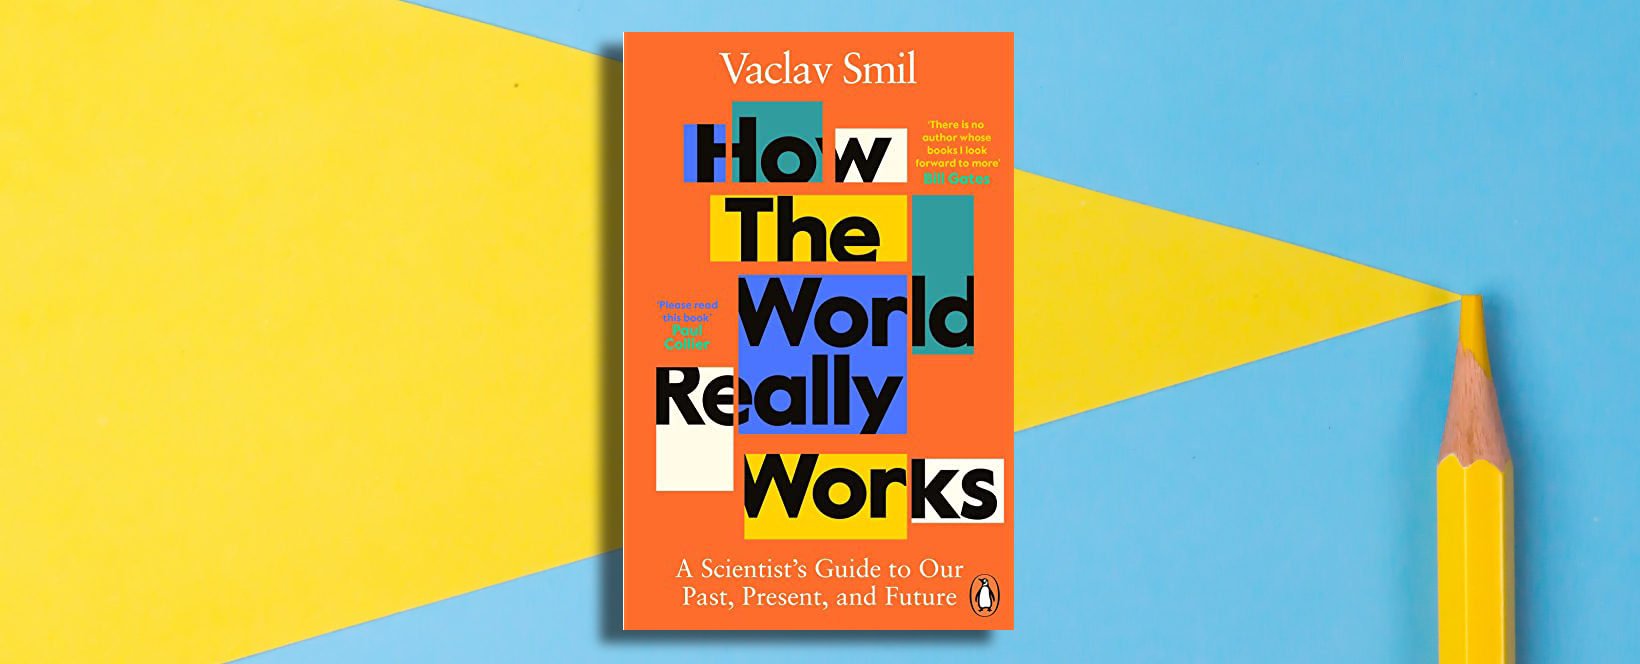 Vaclav Smil
How
'There is no
author whose
books I look
forward to more'
Bill Gates
The
World
'Please read
this book'
Paul
Collier
Really
Works
A Scientist's Guide to Our
Past, Present, and Future